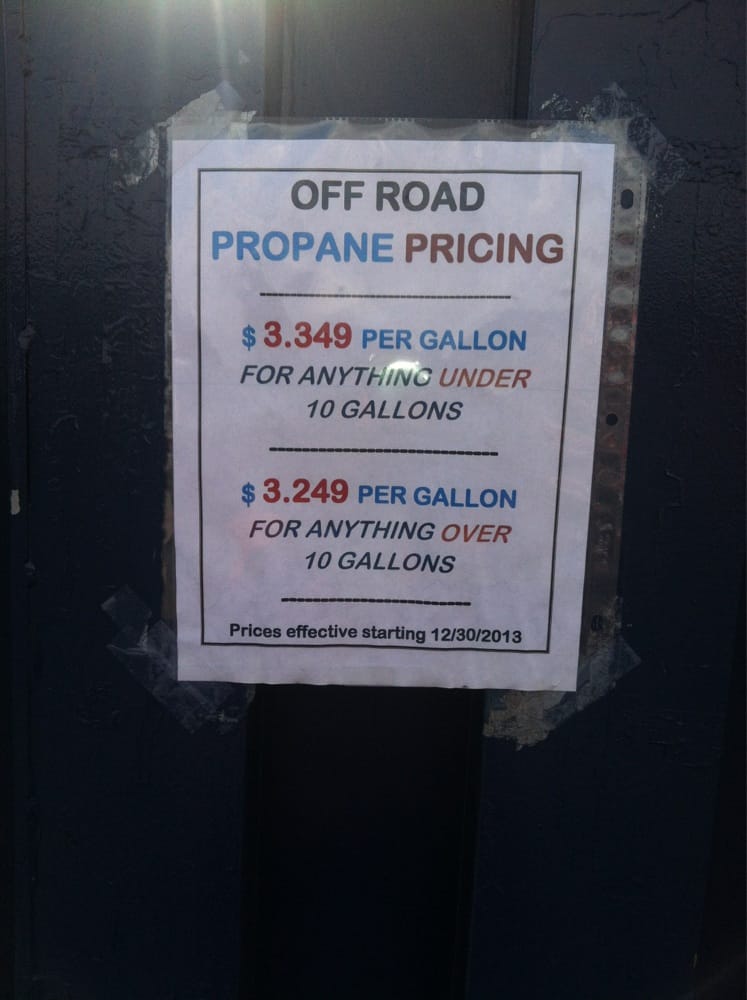 OFF ROAD
PROPANE PRICING
$ 3.349 PER GALLON
FOR ANYTHING UNDER
10 GALLONS
$ 3.249 PER GALLON
FOR ANYTHING OVER
10 GALLONS
Prices effective starting 12/30/2013